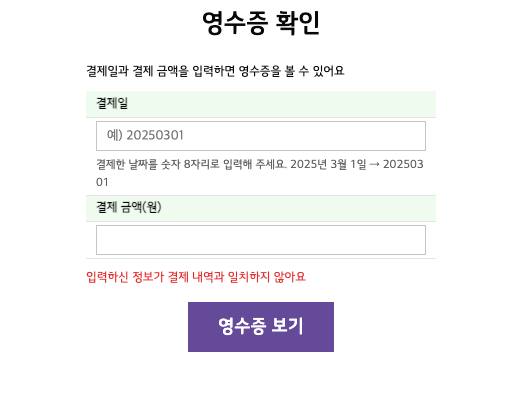 영수증 확인
결제일과 결제 금액을 입력하면 영수증을 볼 수 있어요
결제일
예) 20250301
결제한 날짜를 숫자 8자리로 입력해 주세요. 2025년 3월 1일 → 202503
01
결제 금액(원)
입력하신 정보가 결제 내역과 일치하지 않아요
영수증 보기